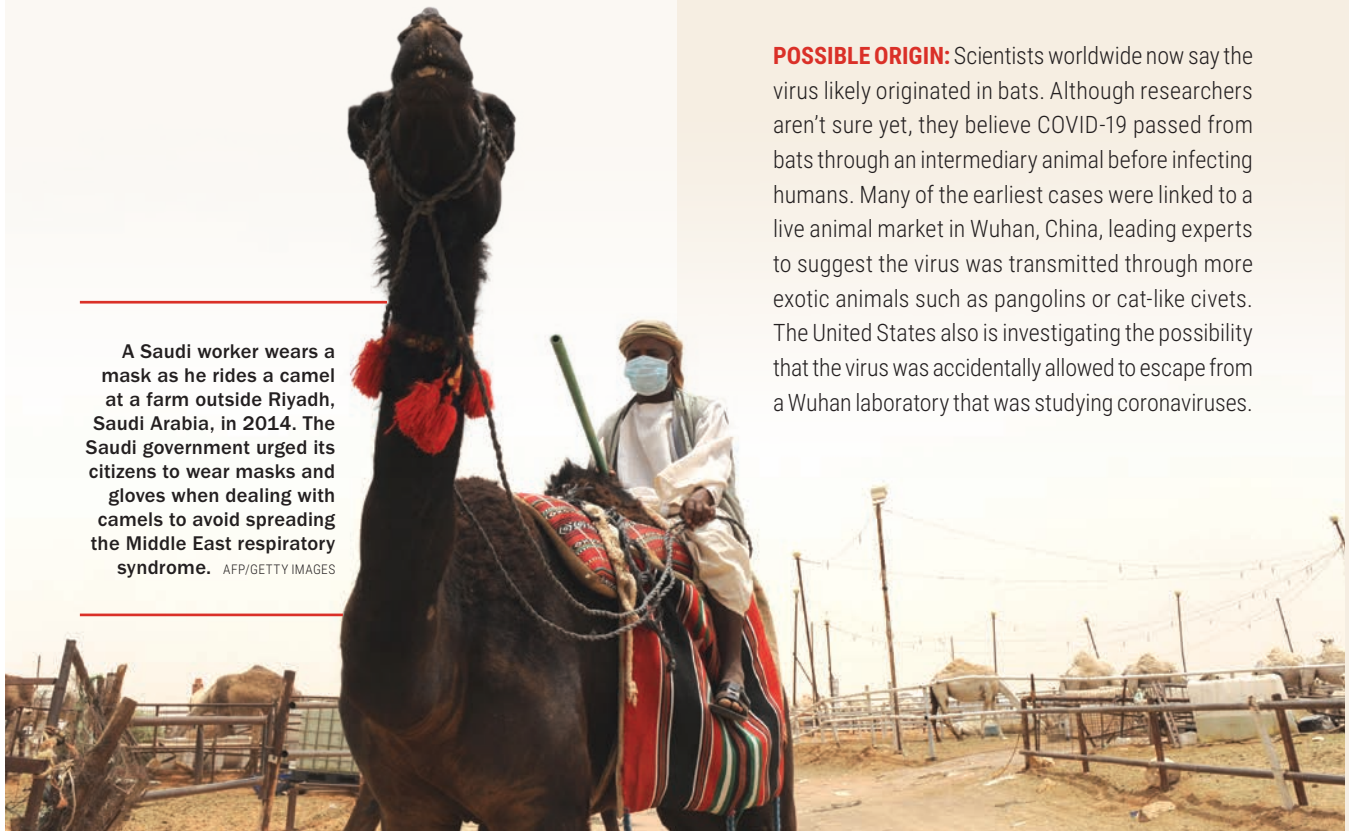 POSSIBLE ORIGIN: Scientists worldwide now say the
virus likely originated in bats. Although researchers
aren’t sure yet, they believe COVID-19 passed from
bats through an intermediary animal before infecting
humans. Many of the earliest cases were linked to a
live animal market in Wuhan, China, leading experts
to suggest the virus was transmitted through more
exotic animals such as pangolins or cat-like civets.
The United States also is investigating the possibility
that the virus was accidentally allowed to escape from
a Wuhan laboratory that was studying coronaviruses.
A Saudi worker wears a
mask as he rides a camel
at a farm outside Riyadh,
Saudi Arabia, in 2014. The
Saudi government urged its
citizens to wear masks and
gloves when dealing with
camels to avoid spreading
the Middle East respiratory
syndrome. AFP/GETTY IMAGES